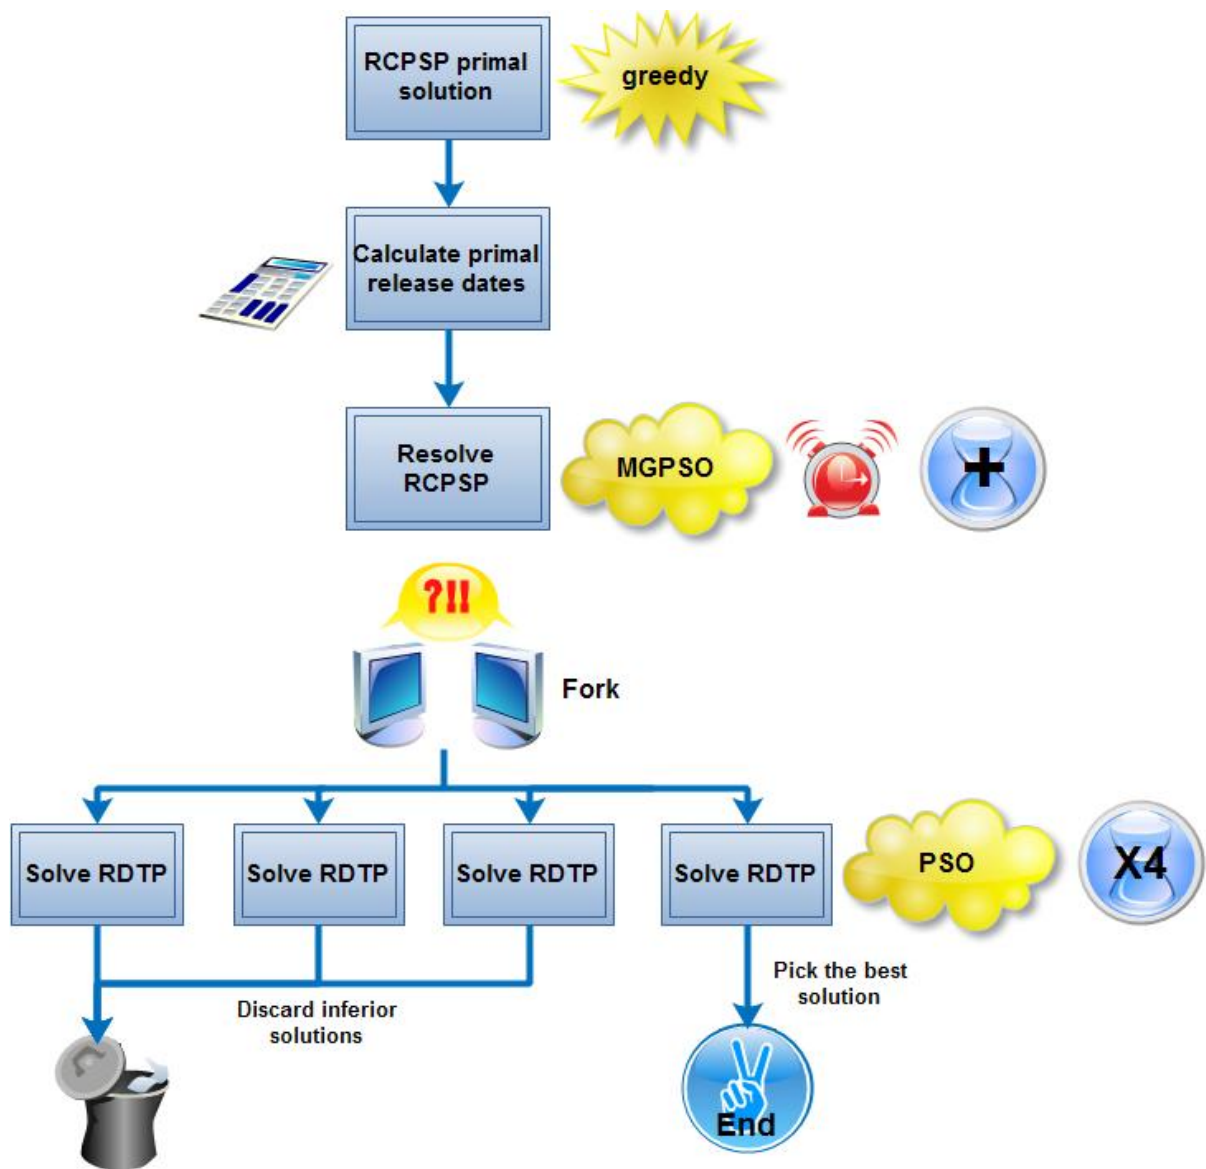 RCPSP primal
solution
greedy
Calculate primal
release dates
Resolve
RCPSP
MGPSO
+
?!!
Fork
Solve RDTP
Solve RDTP
Solve RDTP
Solve RDTP
PSO
X4
Discard inferior
solutions
Pick the best
solution
End